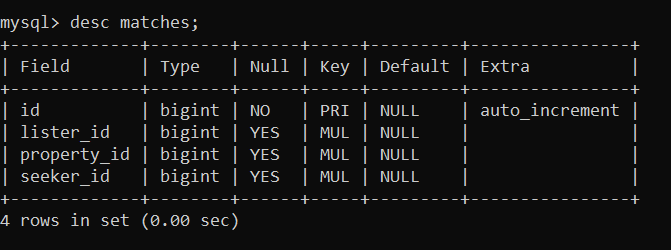 mysql> desc matches;
+-------------+--------+------+-----+---------+----------------+
| Field       | Type   | Null | Key | Default | Extra          |
+-------------+--------+------+-----+---------+----------------+
| id          | bigint | NO   | PRI | NULL    | auto_increment |
| lister_id   | bigint | YES  | MUL | NULL    |                |
| property_id | bigint | YES  | MUL | NULL    |                |
| seeker_id   | bigint | YES  | MUL | NULL    |                |
+-------------+--------+------+-----+---------+----------------+
4 rows in set (0.00 sec)